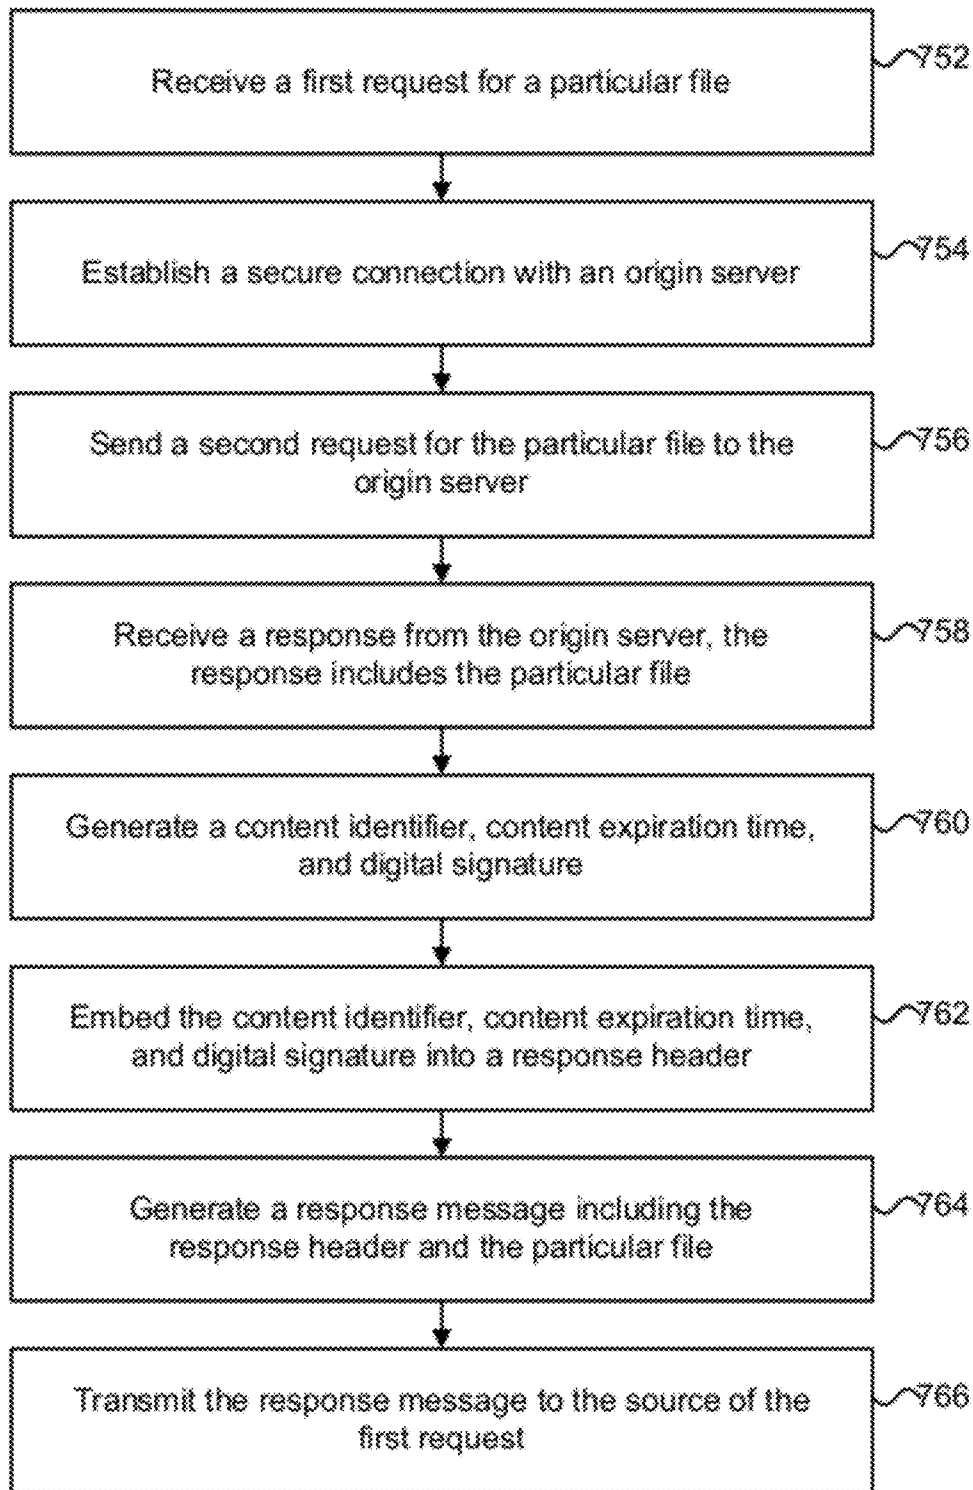 Receive a first request for a particular file
752
Establish a secure connection with an origin server
754
Send a second request for the particular file to the
origin server
756
Receive a response from the origin server, the
response includes the particular file
758
Generate a content identifier, content expiration time,
and digital signature
760
Embed the content identifier, content expiration time,
and digital signature into a response header
762
Generate a response message including the
response header and the particular file
764
Transmit the response message to the source of the
first request
766